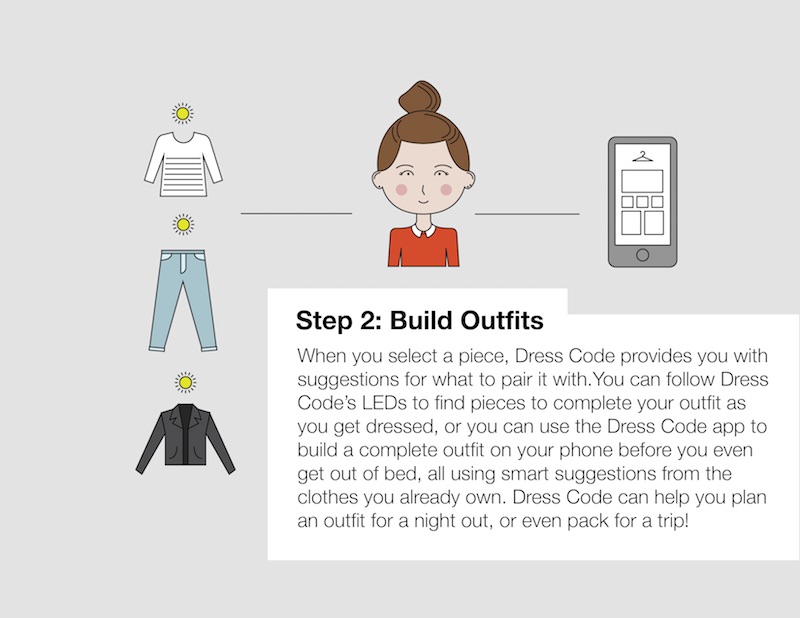 Step 2: Build Outfits
When you select a piece, Dress Code provides you with
suggestions for what to pair it with.You can follow Dress
Code’s LEDs to find pieces to complete your outfit as
you get dressed, or you can use the Dress Code app to
build a complete outfit on your phone before you even
get out of bed, all using smart suggestions from the
clothes you already own. Dress Code can help you plan
an outfit for a night out, or even pack for a trip!